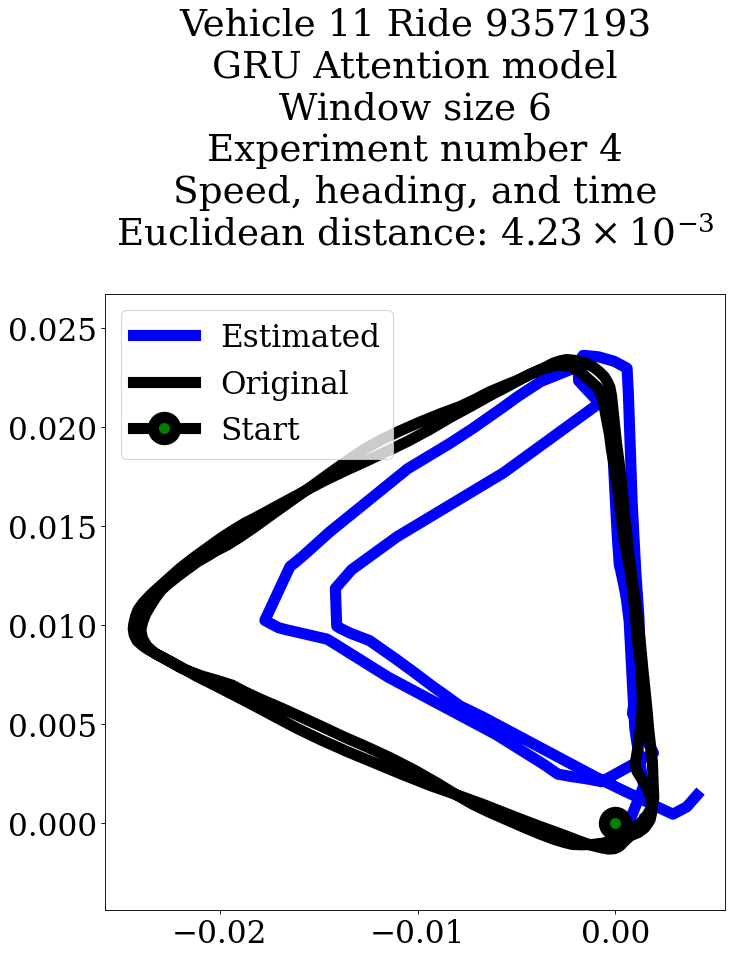 Vehicle 11 Ride 9357193
GRU Attention model
Window size 6
Experiment number 4
Speed, heading, and time
Euclidean distance: 4.23 × 10⁻³
Estimated
Original
Start
0.025
0.020
0.015
0.010
0.005
0.000
−0.02
−0.01
0.00